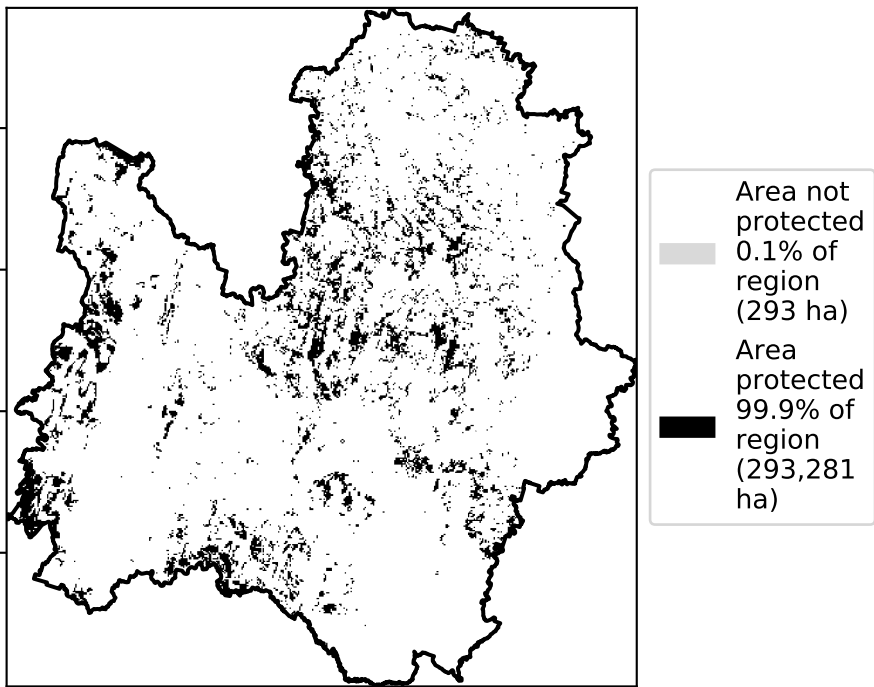 Area not
protected
0.1% of
region
(293 ha)
Area
protected
99.9% of
region
(293,281
ha)